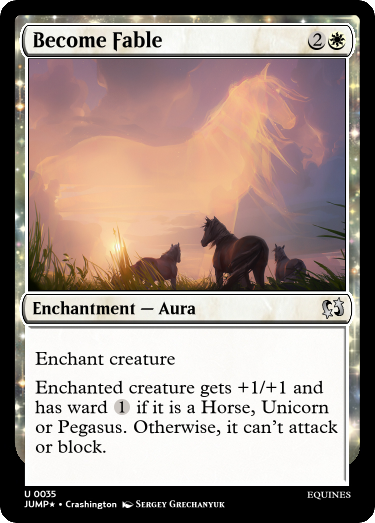 Become Fable 2
Enchantment — Aura
Enchant creature
Enchanted creature gets +1/+1 and
has ward 1 if it is a Horse, Unicorn
or Pegasus. Otherwise, it can't attack
or block.
U 0035
JUMP★ • Crashington Sergey Grechanyuk
EQUINES